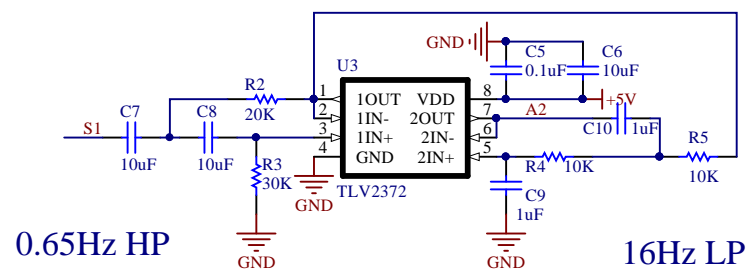 GND
C5
0.1uF
C6
10uF
U3
+5V
S1
C7
10uF
R2
20K
C8
10uF
R3
30K
1
2
3
4
1OUT
1IN-
1IN+
GND
VDD
2OUT
2IN-
2IN+
8
7
6
5
A2
C10
1uF
R5
10K
R4
10K
C9
1uF
TLV2372
GND
GND
GND
0.65Hz HP
16Hz LP